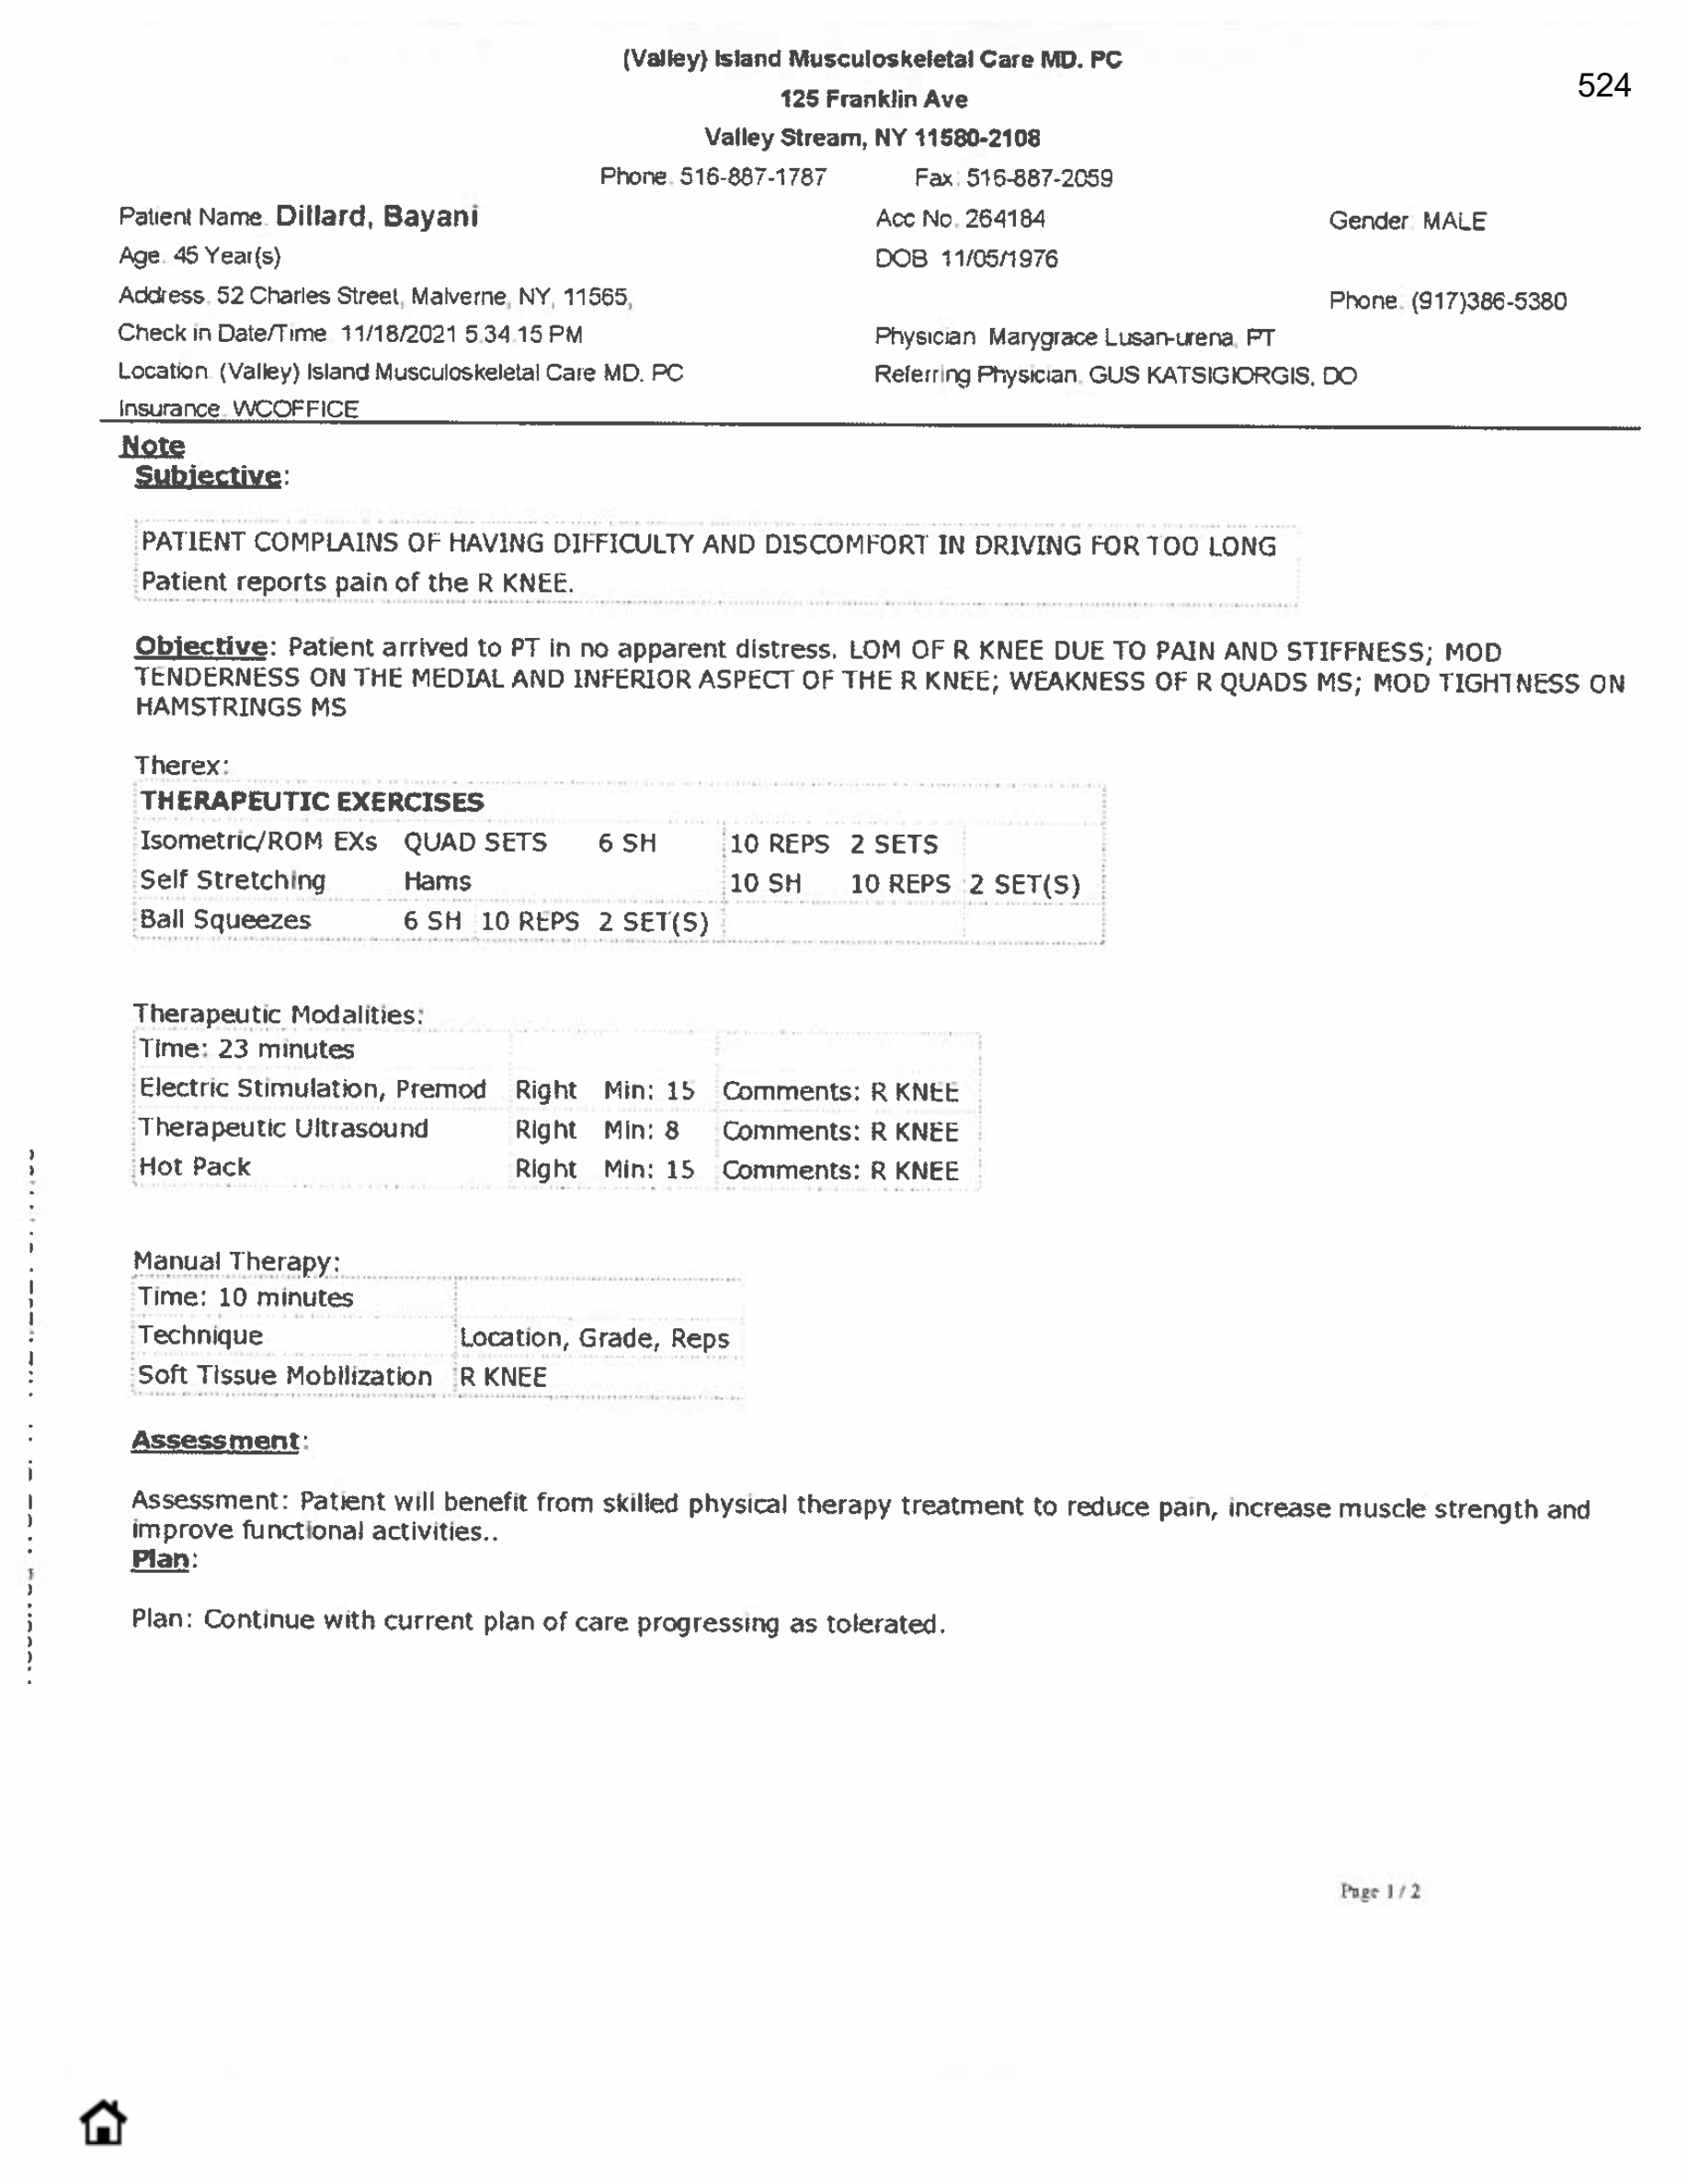 (Valley) Island Musculoskeletal Care MD. PC
524
125 Franklin Ave
Valley Stream, NY 11580-2108
Phone. 516-887-1787 Fax. 516-887-2059
Patient Name. Dillard, Bayani Acc No. 264184 Gender. MALE
Age. 45 Year(s) DOB 11/05/1976
Address. 52 Charles Street, Malverne, NY, 11565, Phone. (917)386-5380
Check in Date/Time 11/18/2021 5.34.15 PM Physician Marygrace Lusan-urena, PT
Location (Valley) Island Musculoskeletal Care MD. PC Referring Physician. GUS KATSIGIORGIS, DO
Insurance. WCOFFICE
Note
Subjective:
PATIENT COMPLAINS OF HAVING DIFFICULTY AND DISCOMFORT IN DRIVING FOR TOO LONG
Patient reports pain of the R KNEE.
Objective: Patient arrived to PT in no apparent distress. LOM OF R KNEE DUE TO PAIN AND STIFFNESS; MOD
TENDERNESS ON THE MEDIAL AND INFERIOR ASPECT OF THE R KNEE; WEAKNESS OF R QUADS MS; MOD TIGHTNESS ON
HAMSTRINGS MS
Therex:
THERAPEUTIC EXERCISES
Isometric/ROM EXs QUAD SETS 6 SH 10 REPS 2 SETS
Self Stretching Hams 10 SH 10 REPS 2 SET(S)
Ball Squeezes 6 SH 10 REPS 2 SET(S)
Therapeutic Modalities:
Time: 23 minutes
Electric Stimulation, Premod Right Min: 15 Comments: R KNEE
Therapeutic Ultrasound Right Min: 8 Comments: R KNEE
Hot Pack Right Min: 15 Comments: R KNEE
Manual Therapy:
Time: 10 minutes
Technique Location, Grade, Reps
Soft Tissue Mobilization R KNEE
Assessment:
Assessment: Patient will benefit from skilled physical therapy treatment to reduce pain, increase muscle strength and
improve functional activities..
Plan:
Plan: Continue with current plan of care progressing as tolerated.
Page 1 / 2